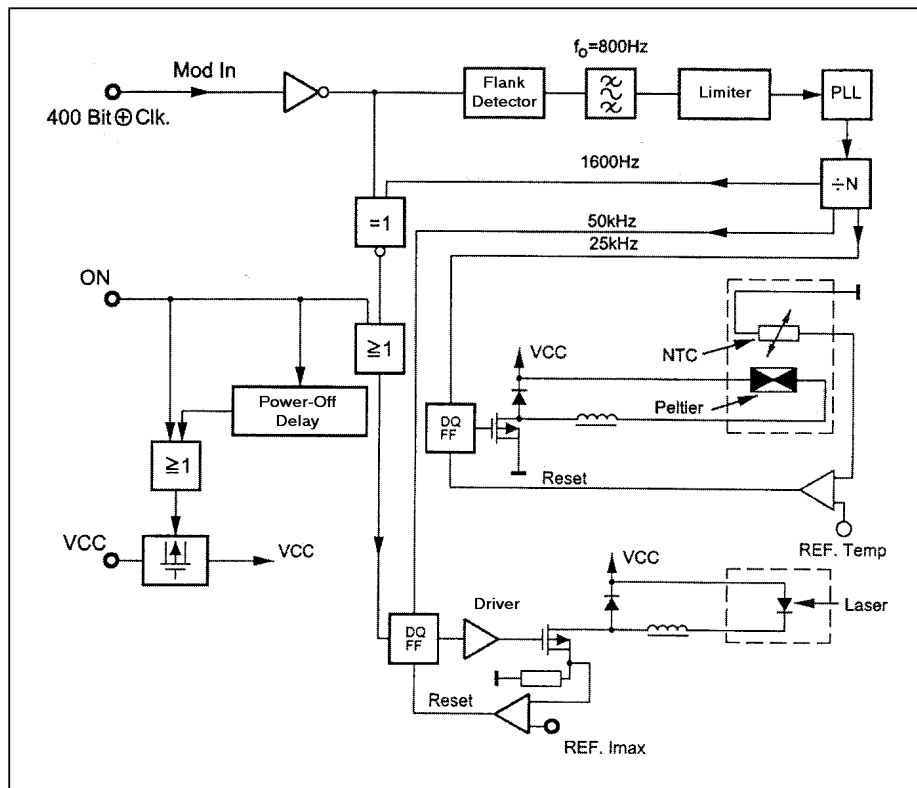 f₀=800Hz
Mod In
400 Bit⊕Clk.
Flank
Detector
Limiter
PLL
1600Hz
÷N
=1
50kHz
25kHz
ON
≧1
NTC
VCC
Peltier
Power-Off
Delay
DQ
FF
≧1
Reset
VCC
VCC
REF. Temp
VCC
Driver
Laser
DQ
FF
Reset
REF. Imax